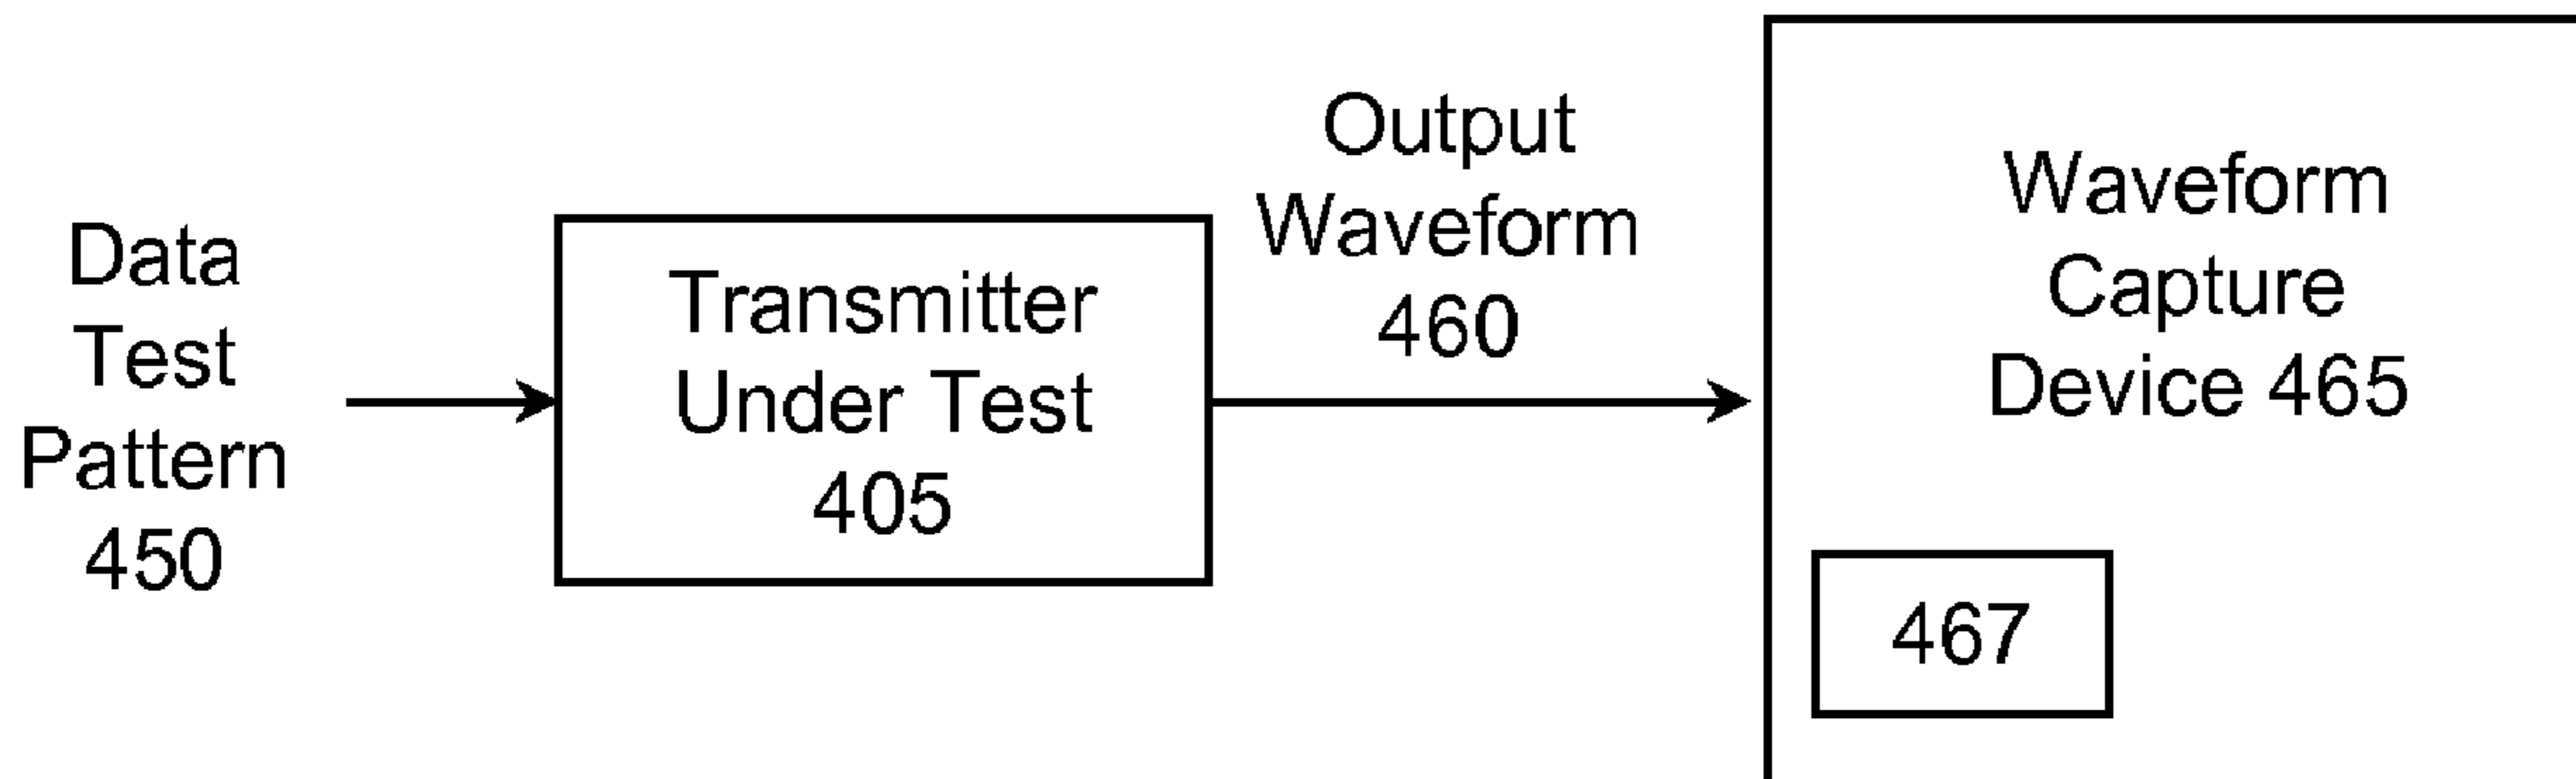 Data
Test
Pattern
450
Transmitter
Under Test
405
Output
Waveform
460
Waveform
Capture
Device 465
467